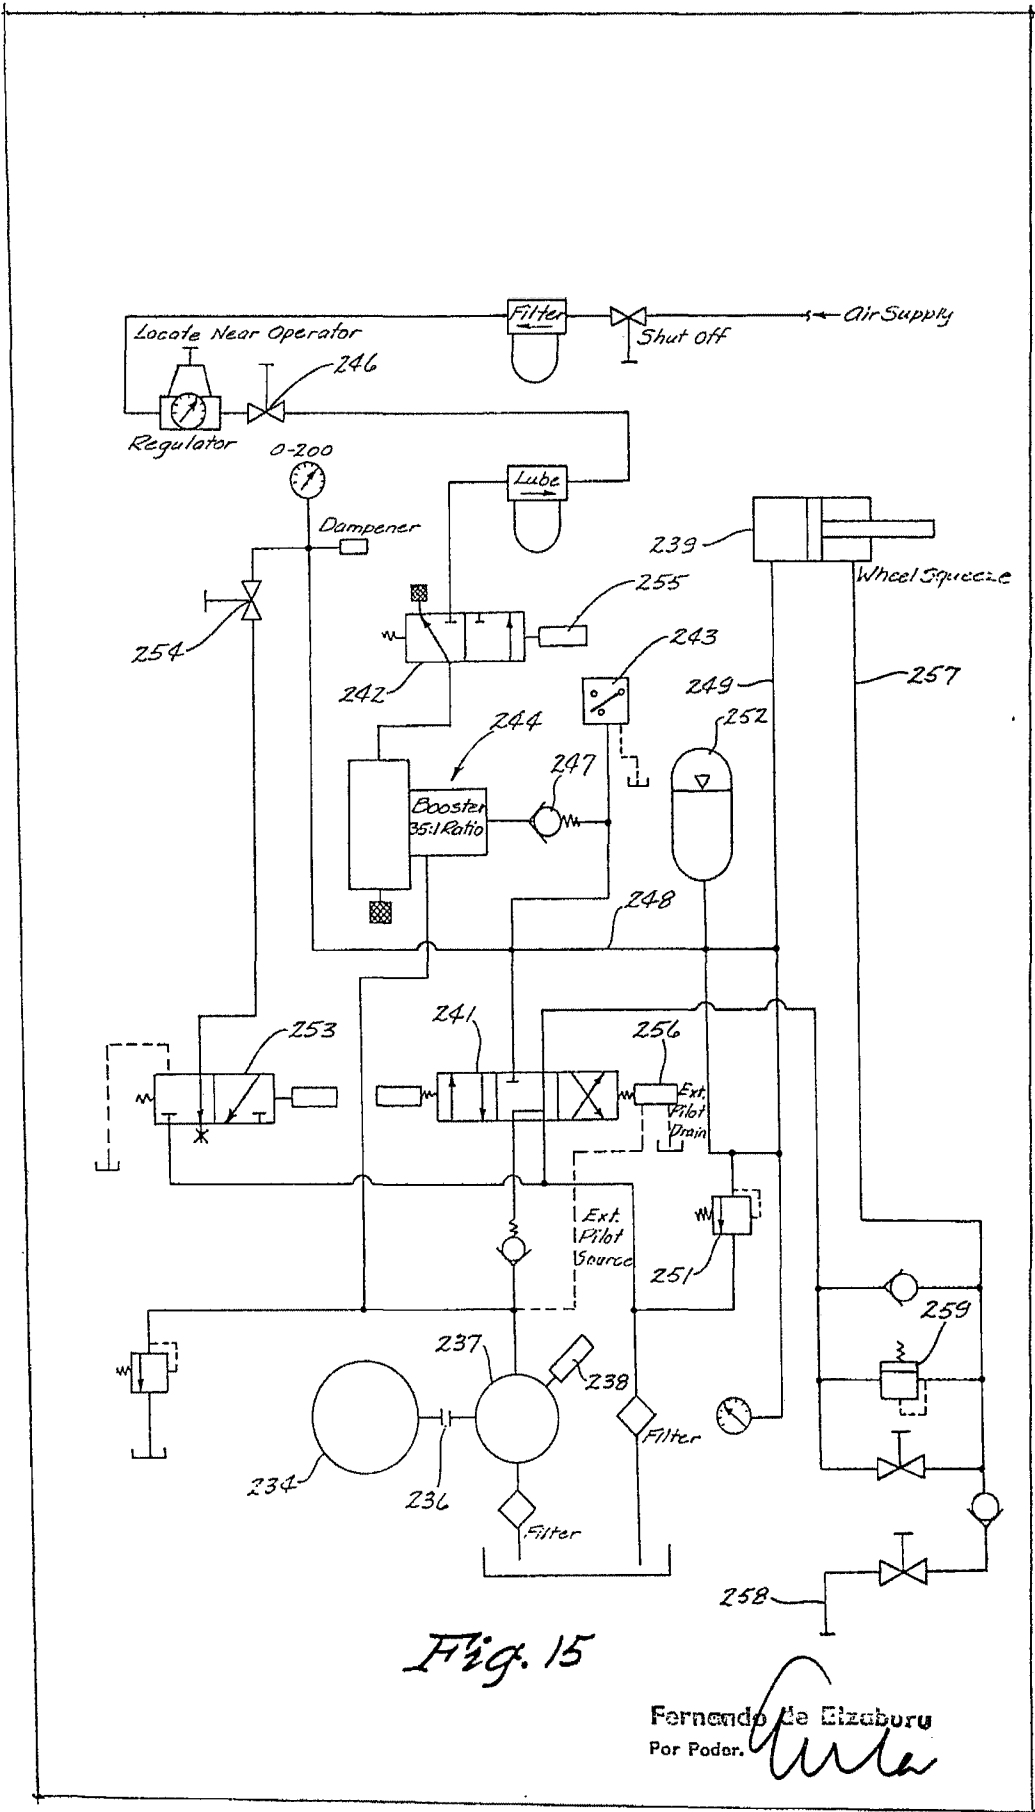 Filter
Air Supply
Shut Off
Locate Near Operator
246
Regulator
0-200
Lube
Dampener
239
Wheel Squeeze
255
254
243
242
249
257
252
244
247
Booster
35:1 Ratio
248
241
256
253
Ext.
Pilot
Drain
Ext.
Pilot
Source
251
259
237
238
Filter
234
236
Filter
258
Fig. 15
Fernando de Elzaburu
Por Poder.